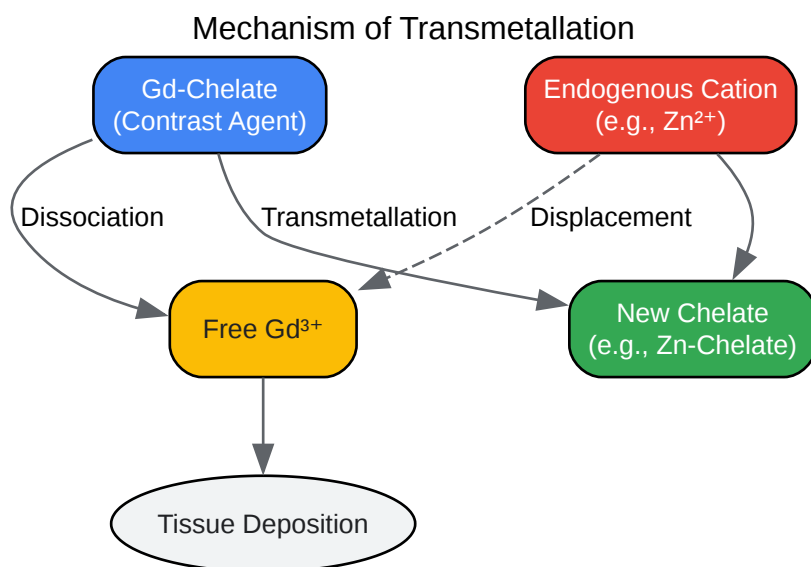 Mechanism of Transmetallation
Gd-Chelate
(Contrast Agent)
Endogenous Cation
(e.g., Zn²⁺)
Dissociation
Transmetallation
Displacement
Free Gd³⁺
New Chelate
(e.g., Zn-Chelate)
Tissue Deposition